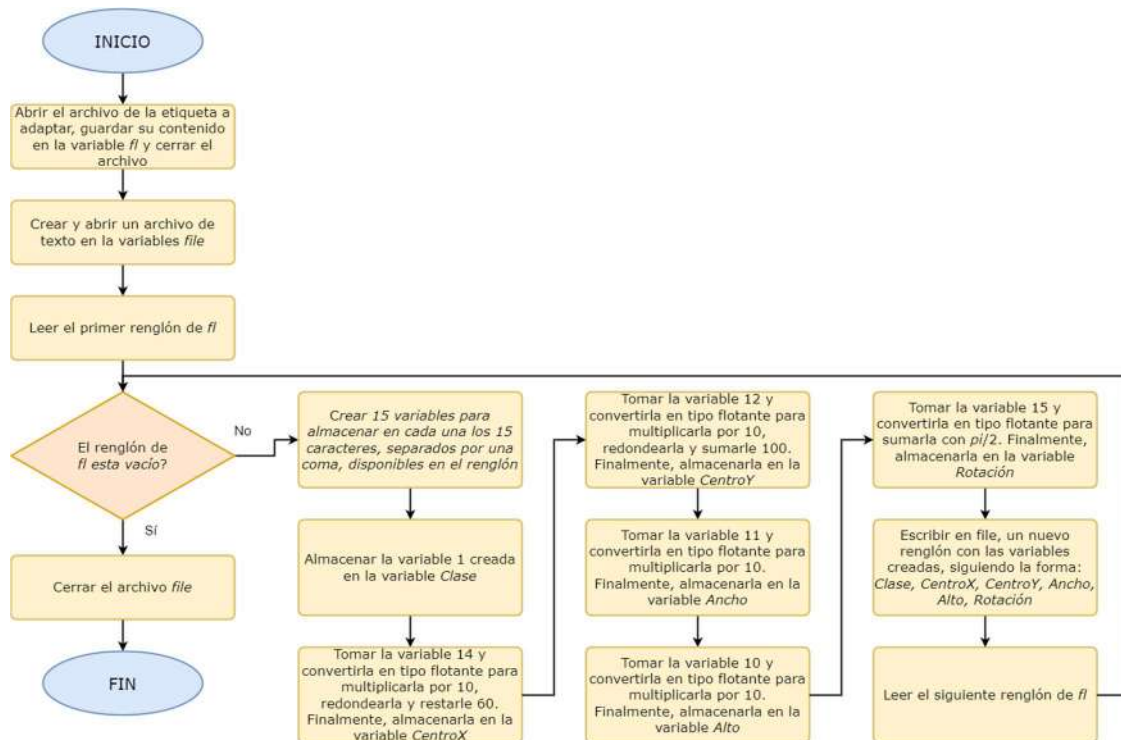 INICIO
Abrir el archivo de la etiqueta a
adaptar, guardar su contenido
en la variable fl y cerrar el
archivo
Crear y abrir un archivo de
texto en la variables file
Leer el primer renglón de fl
El renglón de
fl esta vacío?
No
Sí
Cerrar el archivo file
FIN
Crear 15 variables para
almacenar en cada una los 15
caracteres, separados por una
coma, disponibles en el renglón
Almacenar la variable 1 creada
en la variable Clase
Tomar la variable 14 y
convertirla en tipo flotante para
multiplicarla por 10,
redondearla y restarle 60.
Finalmente, almacenarla en la
variable CentroX
Tomar la variable 12 y
convertirla en tipo flotante para
multiplicarla por 10,
redondearla y sumarle 100.
Finalmente, almacenarla en la
variable CentroY
Tomar la variable 11 y
convertirla en tipo flotante para
multiplicarla por 10.
Finalmente, almacenarla en la
variable Ancho
Tomar la variable 10 y
convertirla en tipo flotante para
multiplicarla por 10.
Finalmente, almacenarla en la
variable Alto
Tomar la variable 15 y
convertirla en tipo flotante para
sumarla con pi/2. Finalmente,
almacenarla en la variable
Rotación
Escribir en file, un nuevo
renglón con las variables
creadas, siguiendo la forma:
Clase, CentroX, CentroY, Ancho,
Alto, Rotación
Leer el siguiente renglón de fl